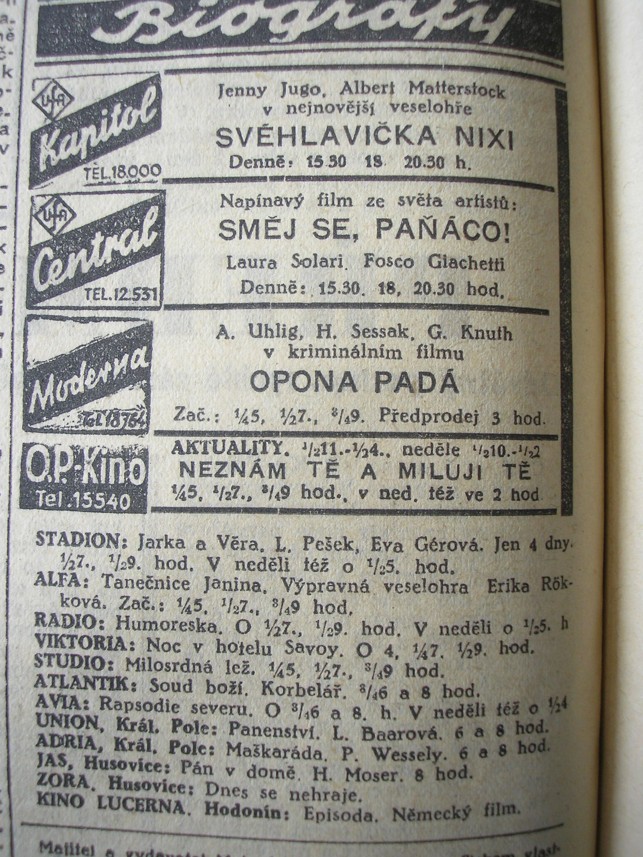 Biografy
Ufa
Kapitol
TEL.18.000
Jenny Jugo, Albert Matterstock
v nejnovější veselohře
SVÉHLAVIČKA NIXI
Denně: 15.30 18. 20.30 h.
Ufa
Central
TEL.12.531
Napínavý film ze světa artistů:
SMĚJ SE, PAŇÁCO!
Laura Solari. Fosco Giachetti
Denně: 15.30. 18, 20.30 hod.
Moderna
Tel.18764
A. Uhlig, H. Sessak, G. Knuth
v kriminálním filmu
OPONA PADÁ
Zač.: ¼5, ½7., ¾9. Předprodej 3 hod.
O.P.-Kino
Tel.15540
AKTUALITY. ½11.-½4., neděle ½10.-½2
NEZNÁM TĚ A MILUJI TĚ
¼5, ½7., ¾9 hod., v ned. též ve 2 hod
STADION: Jarka a Věra. L. Pešek, Eva Gérová. Jen 4 dny.
½7., ½9. hod. V neděli též o ½5. hod.
ALFA: Tanečnice Janina. Výpravná veselohra Erika Rök-
ková. Zač.: ¼5, ½7., ¾9 hod.
RADIO: Humoreska. O ½7., ½9. hod. V neděli o ½5. h
VIKTORIA: Noc v hotelu Savoy. O 4, ¼7. ½9. hod.
STUDIO: Milosrdná lež. ¼5, ½7., ¾9 hod.
ATLANTIK: Soud boží. Korbelář. ¾6 a 8 hod.
AVIA: Rapsodie severu. O ¾6 a 8. h. V neděli též o ½4
UNION, Král. Pole: Panenství. L. Baarová. 6 a 8 hod.
ADRIA, Král. Pole: Maškaráda. P. Wessely. 6 a 8 hod.
JAS, Husovice: Pán v domě. H. Moser. 8 hod.
ZORA, Husovice: Dnes se nehraje.
KINO LUCERNA. Hodonín: Episoda. Německý film.
Majitel a